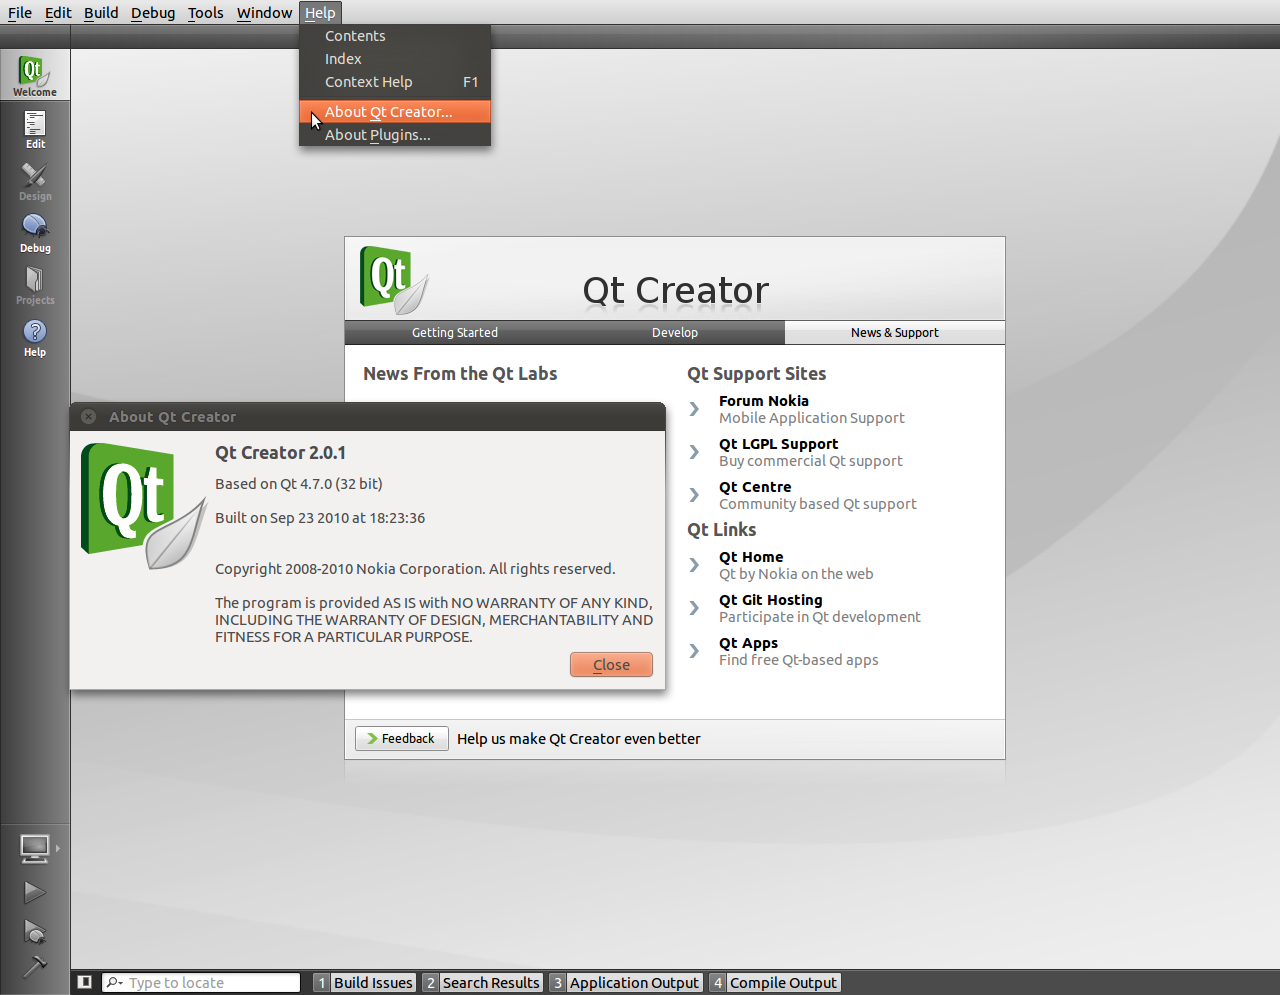 File Edit Build Debug Tools Window Help
Contents
Index
Context Help F1
About Qt Creator...
About Plugins...
Qt
Welcome
Edit
Design
Debug
Projects
?
Help
Qt
Qt Creator
Getting Started Develop News & Support
News From the Qt Labs
Qt Support Sites
Forum Nokia
Mobile Application Support
Qt LGPL Support
Buy commercial Qt support
Qt Centre
Community based Qt support
Qt Links
Qt Home
Qt by Nokia on the web
Qt Git Hosting
Participate in Qt development
Qt Apps
Find free Qt-based apps
About Qt Creator
Qt
Qt Creator 2.0.1
Based on Qt 4.7.0 (32 bit)
Built on Sep 23 2010 at 18:23:36
Copyright 2008-2010 Nokia Corporation. All rights reserved.
The program is provided AS IS with NO WARRANTY OF ANY KIND,
INCLUDING THE WARRANTY OF DESIGN, MERCHANTABILITY AND
FITNESS FOR A PARTICULAR PURPOSE.
Close
Feedback Help us make Qt Creator even better
Type to locate 1 Build Issues 2 Search Results 3 Application Output 4 Compile Output